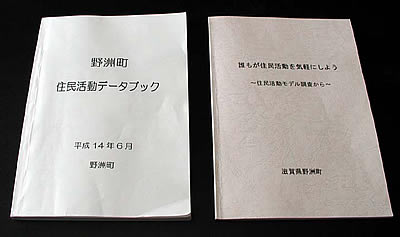 野洲町
住民活動データブック
平成14年6月
野洲町
誰もが住民活動を気軽にしよう
～住民活動モデル調査から～
滋賀県野洲町